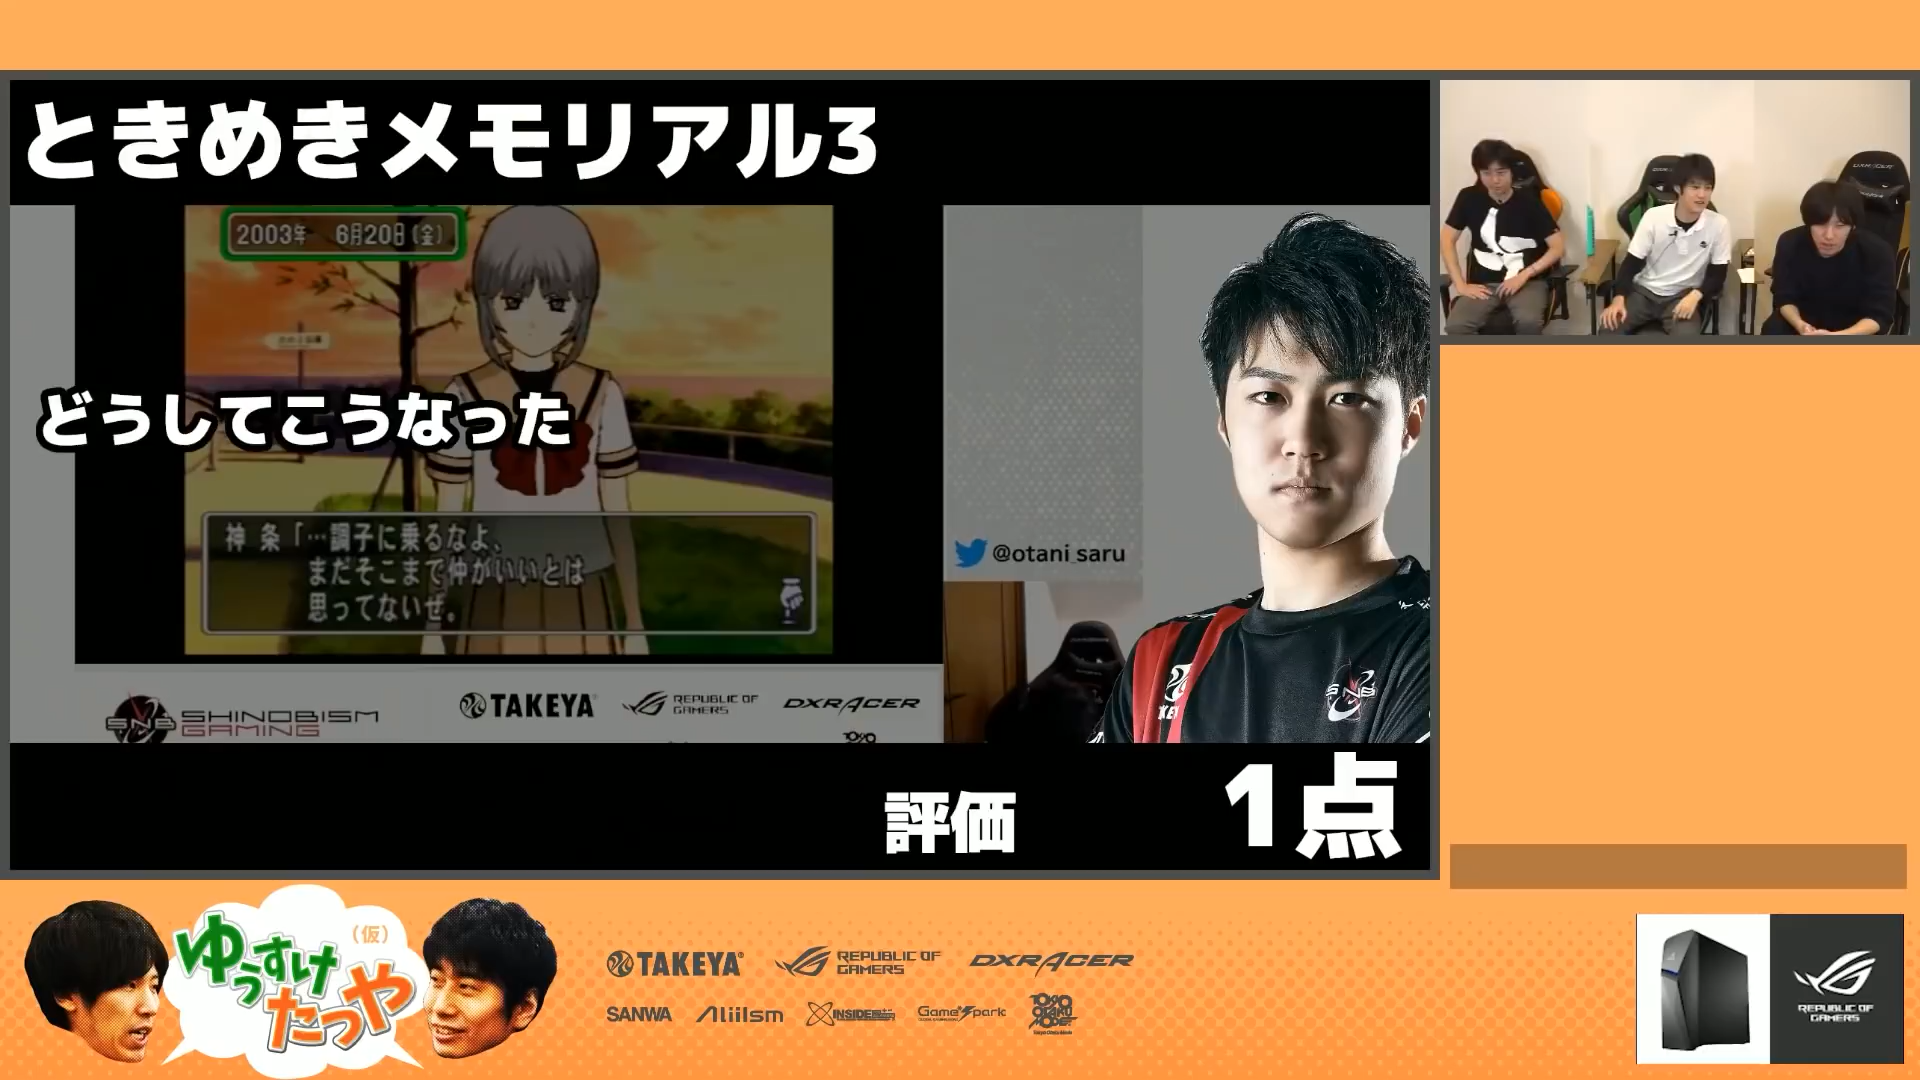 ときめきメモリアル3
2003年 6月20日(金)
どうしてこうなった
神 条「…調子に乗るなよ、
まだそこまで仲がいいとは
思ってないぜ。
@otani_saru
SNB SHINOBISM GAMING
TAKEYA
REPUBLIC OF GAMERS
DXRACER
評価 1点
ゆうすけ
たつや
(仮)
TAKEYA
REPUBLIC OF GAMERS
DXRACER
SANWA
Aliilsm
INSIDE
Game*Spark
TOKYO OTAKU MODE
REPUBLIC OF GAMERS